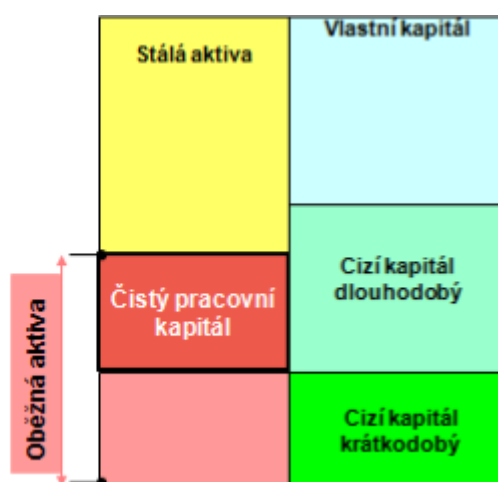 Stálá aktiva
Vlastní kapitál
Oběžná aktiva
Čistý pracovní
kapitál
Cizí kapitál
dlouhodobý
Cizí kapitál
krátkodobý